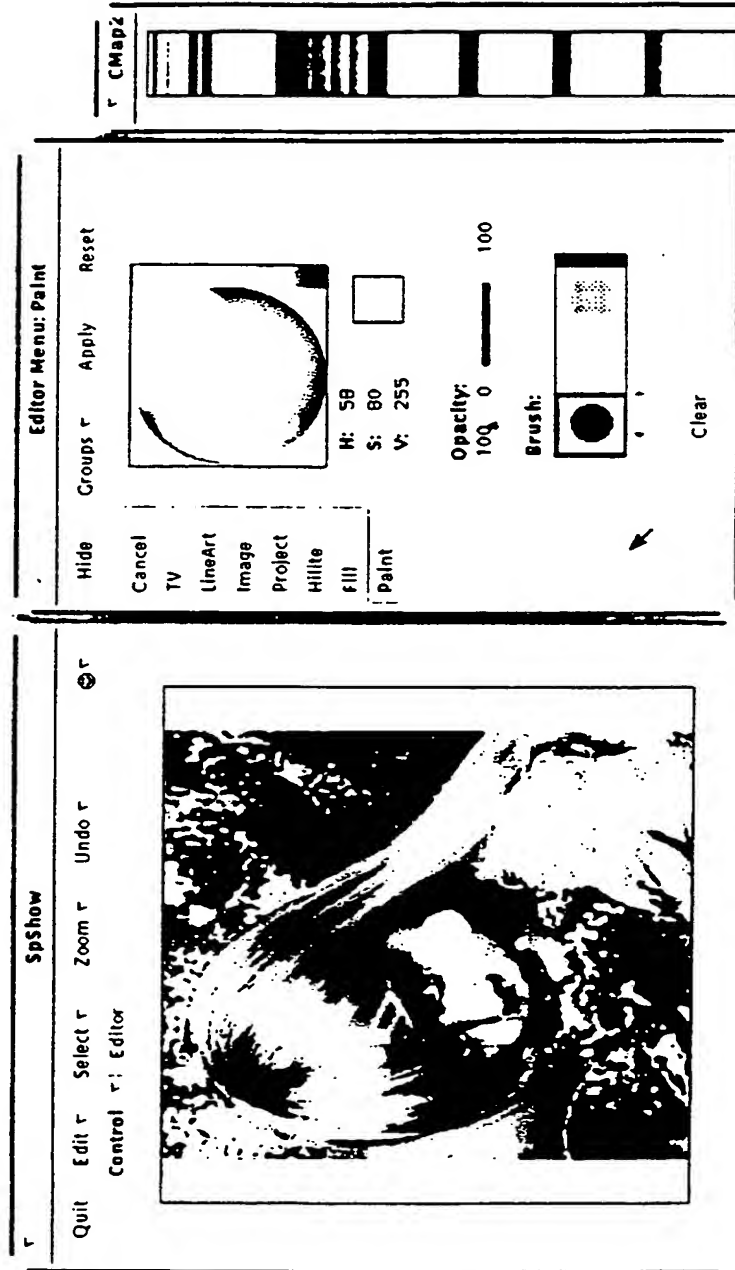 SpShow
Quit Edit Select Zoom Undo
Control : Editor
Editor Menu: Paint
Hide Groups Apply Reset
Cancel
TV
LineArt
Image
Project
Hilite
Fill
Paint
H: 58
S: 80
V: 255
Opacity:
100 0 100
Brush:
Clear
CMap2